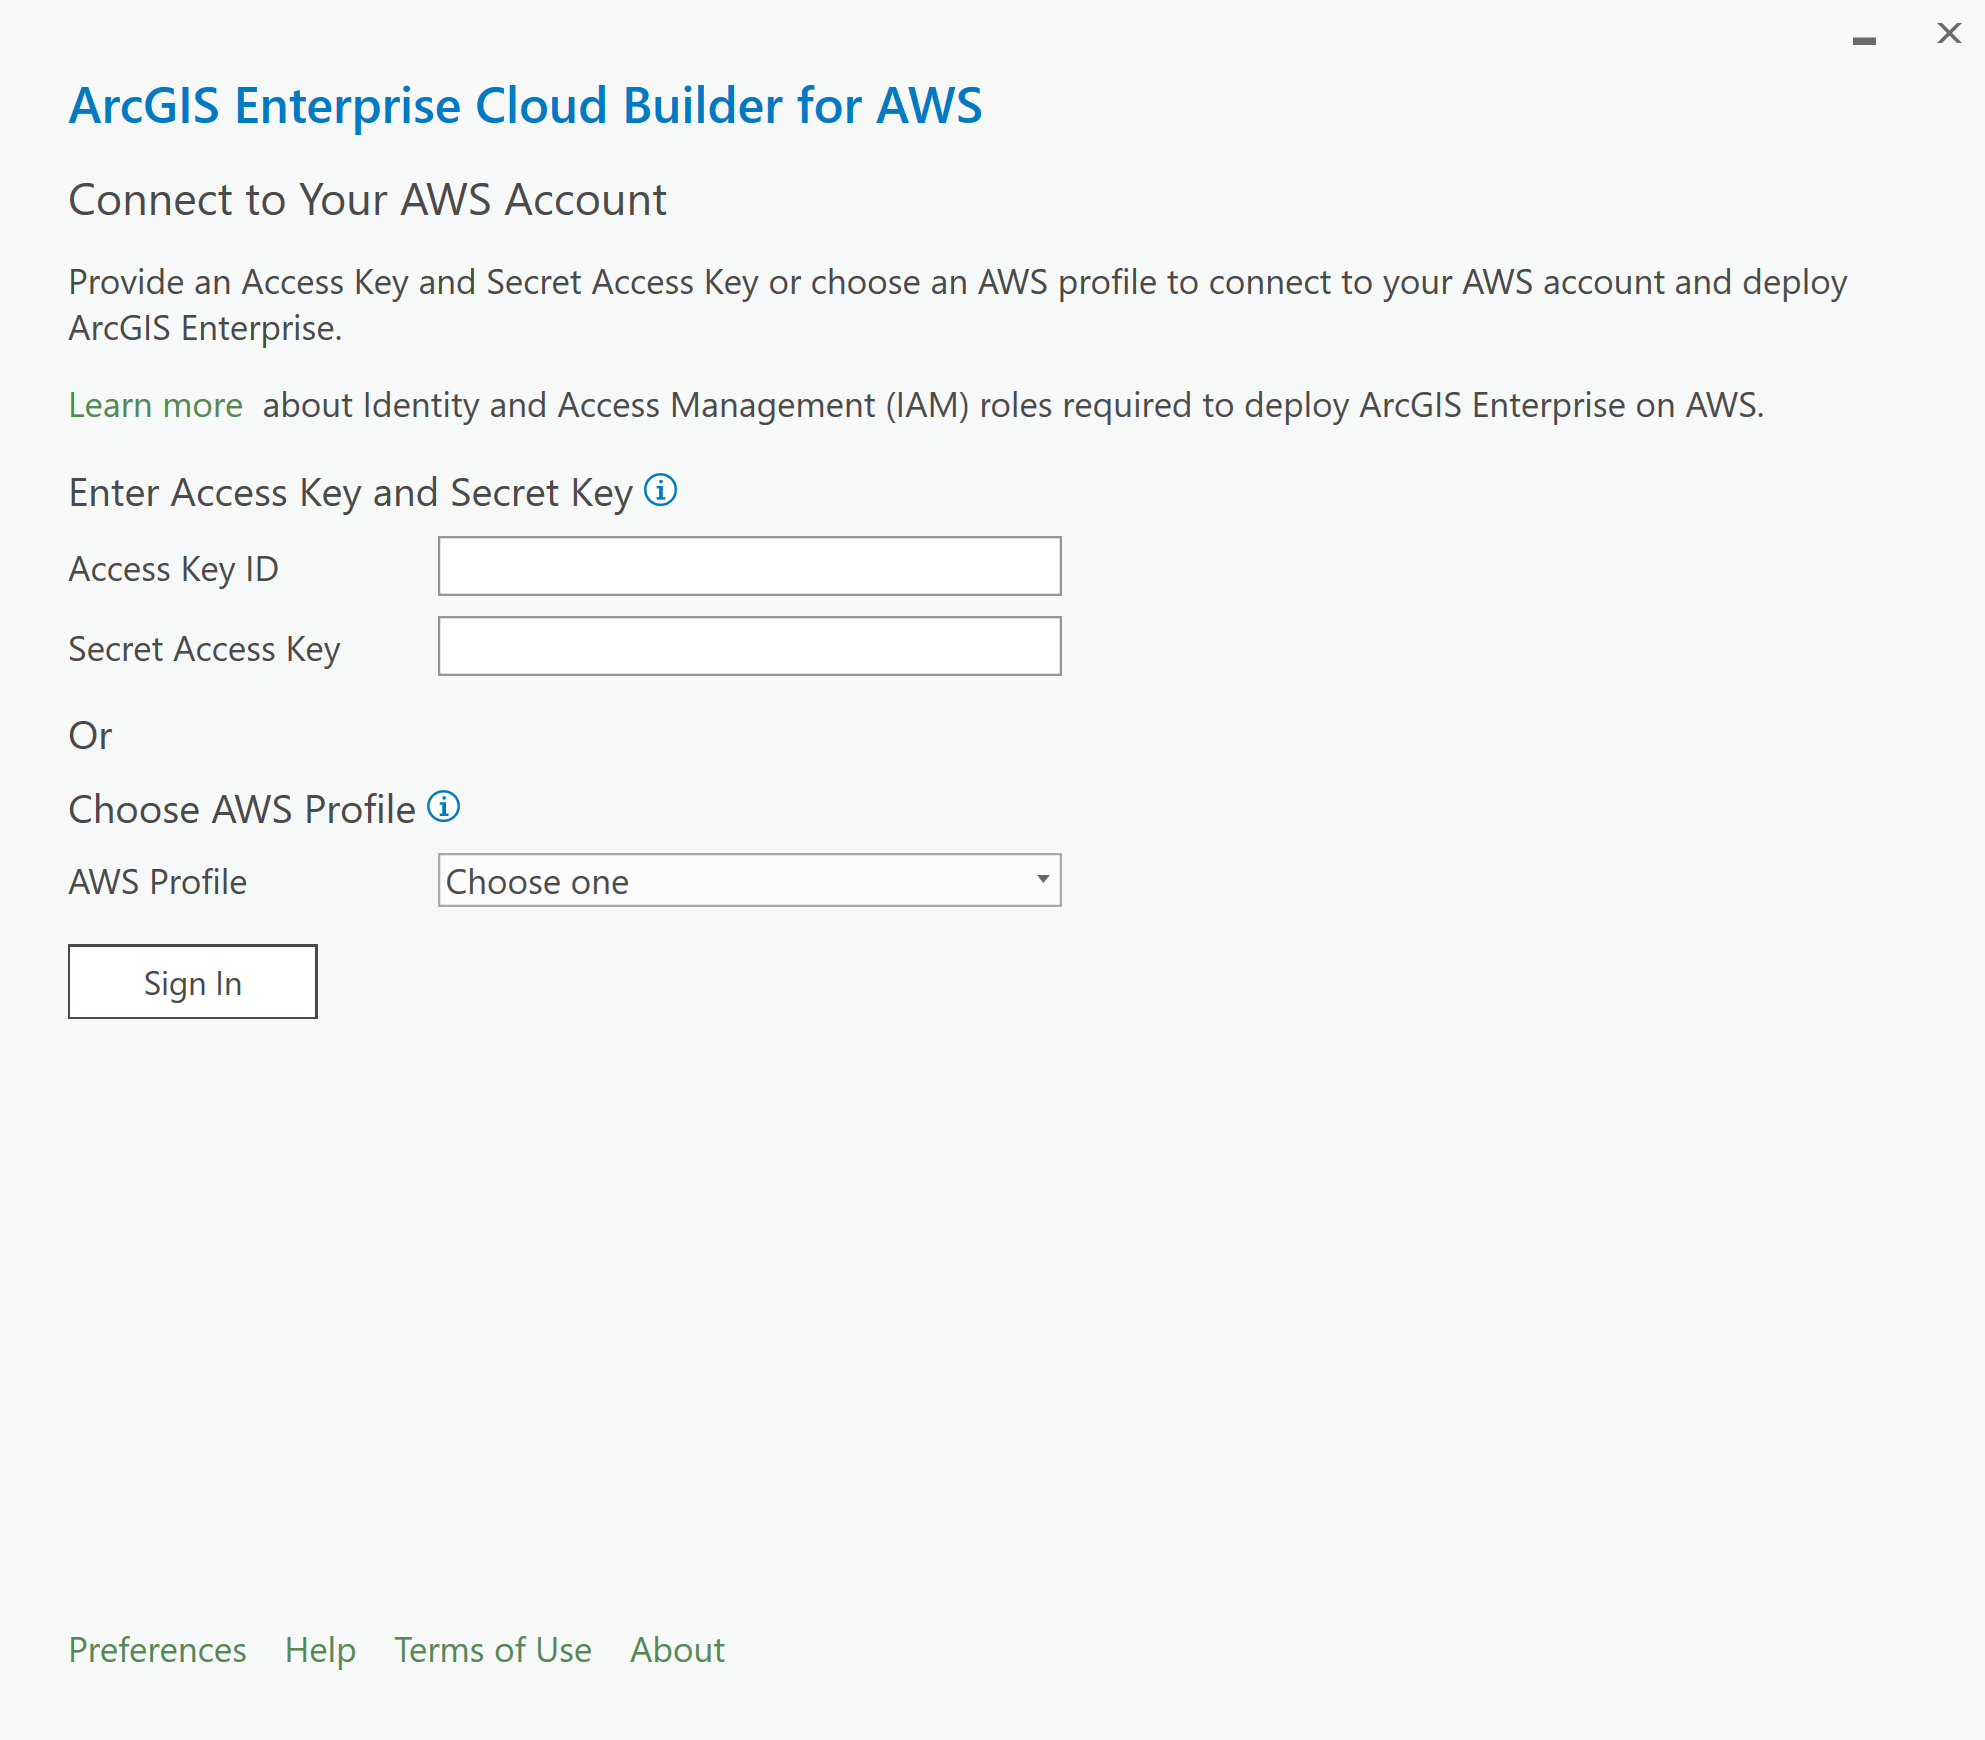 ArcGIS Enterprise Cloud Builder for AWS
Connect to Your AWS Account
Provide an Access Key and Secret Access Key or choose an AWS profile to connect to your AWS account and deploy
ArcGIS Enterprise.
Learn more about Identity and Access Management (IAM) roles required to deploy ArcGIS Enterprise on AWS.
Enter Access Key and Secret Key
Access Key ID
Secret Access Key
Or
Choose AWS Profile
AWS Profile Choose one
Sign In
Preferences Help Terms of Use About